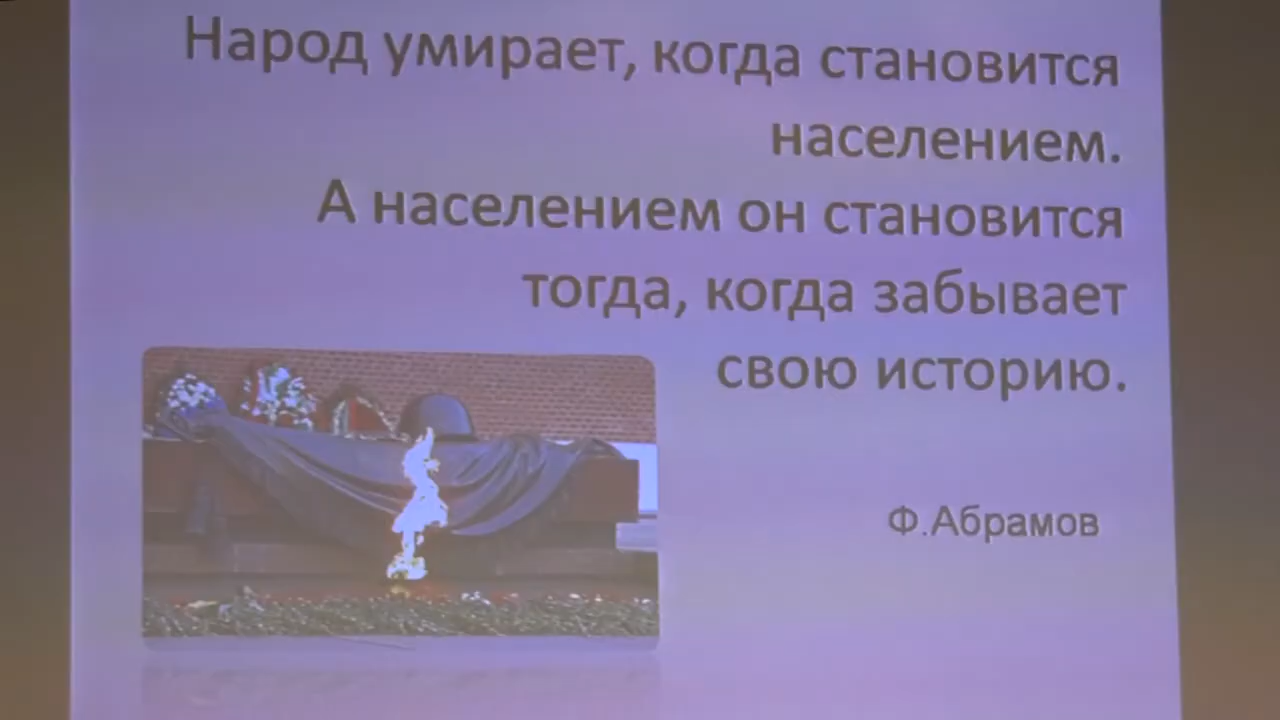 Народ умирает, когда становится
населением.
А населением он становится
тогда, когда забывает
свою историю.
Ф.Абрамов